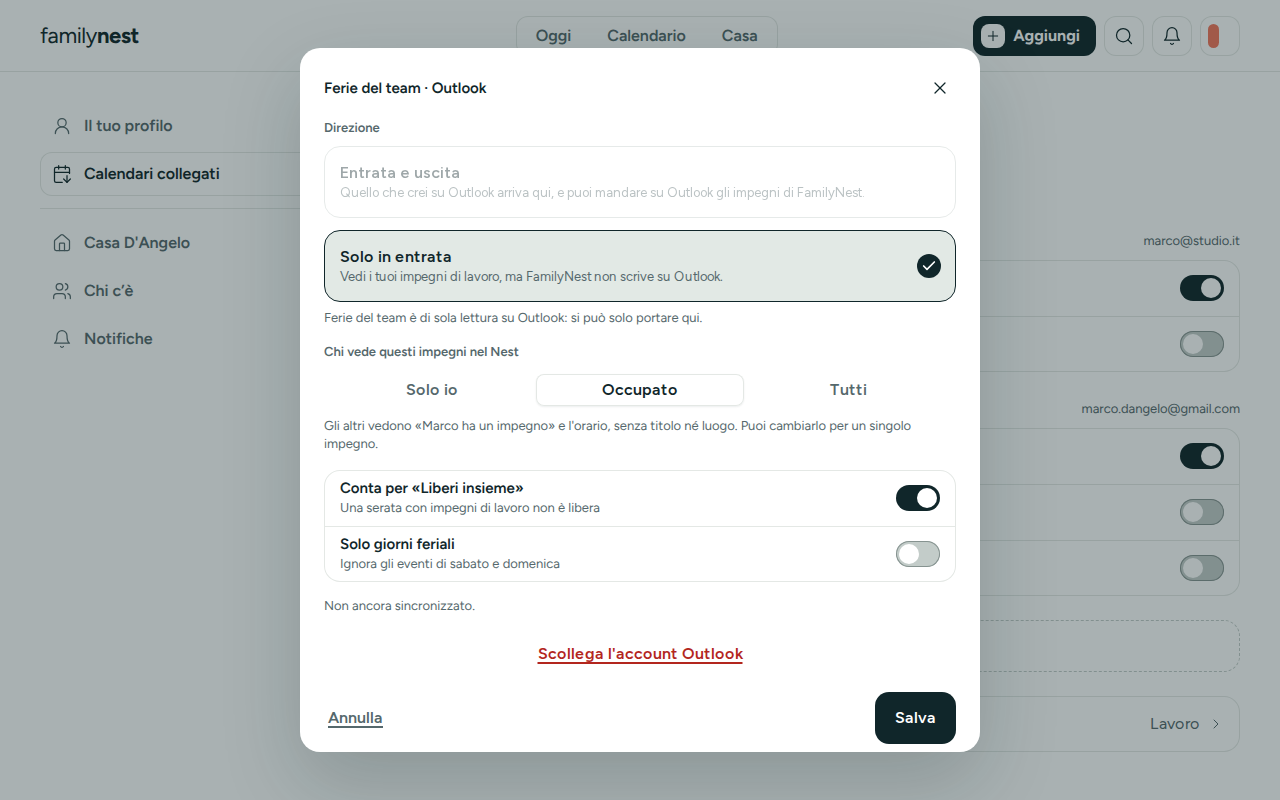 familynest
Oggi
Calendario
Casa
Aggiungi
Il tuo profilo
Calendari collegati
Casa D'Angelo
Chi c'è
Notifiche
marco@studio.it
marco.dangelo@gmail.com
Lavoro
Ferie del team · Outlook
Direzione
Entrata e uscita
Quello che crei su Outlook arriva qui, e puoi mandare su Outlook gli impegni di FamilyNest.
Solo in entrata
Vedi i tuoi impegni di lavoro, ma FamilyNest non scrive su Outlook.
Ferie del team è di sola lettura su Outlook: si può solo portare qui.
Chi vede questi impegni nel Nest
Solo io
Occupato
Tutti
Gli altri vedono «Marco ha un impegno» e l'orario, senza titolo né luogo. Puoi cambiarlo per un singolo
impegno.
Conta per «Liberi insieme»
Una serata con impegni di lavoro non è libera
Solo giorni feriali
Ignora gli eventi di sabato e domenica
Non ancora sincronizzato.
Scollega l'account Outlook
Annulla
Salva